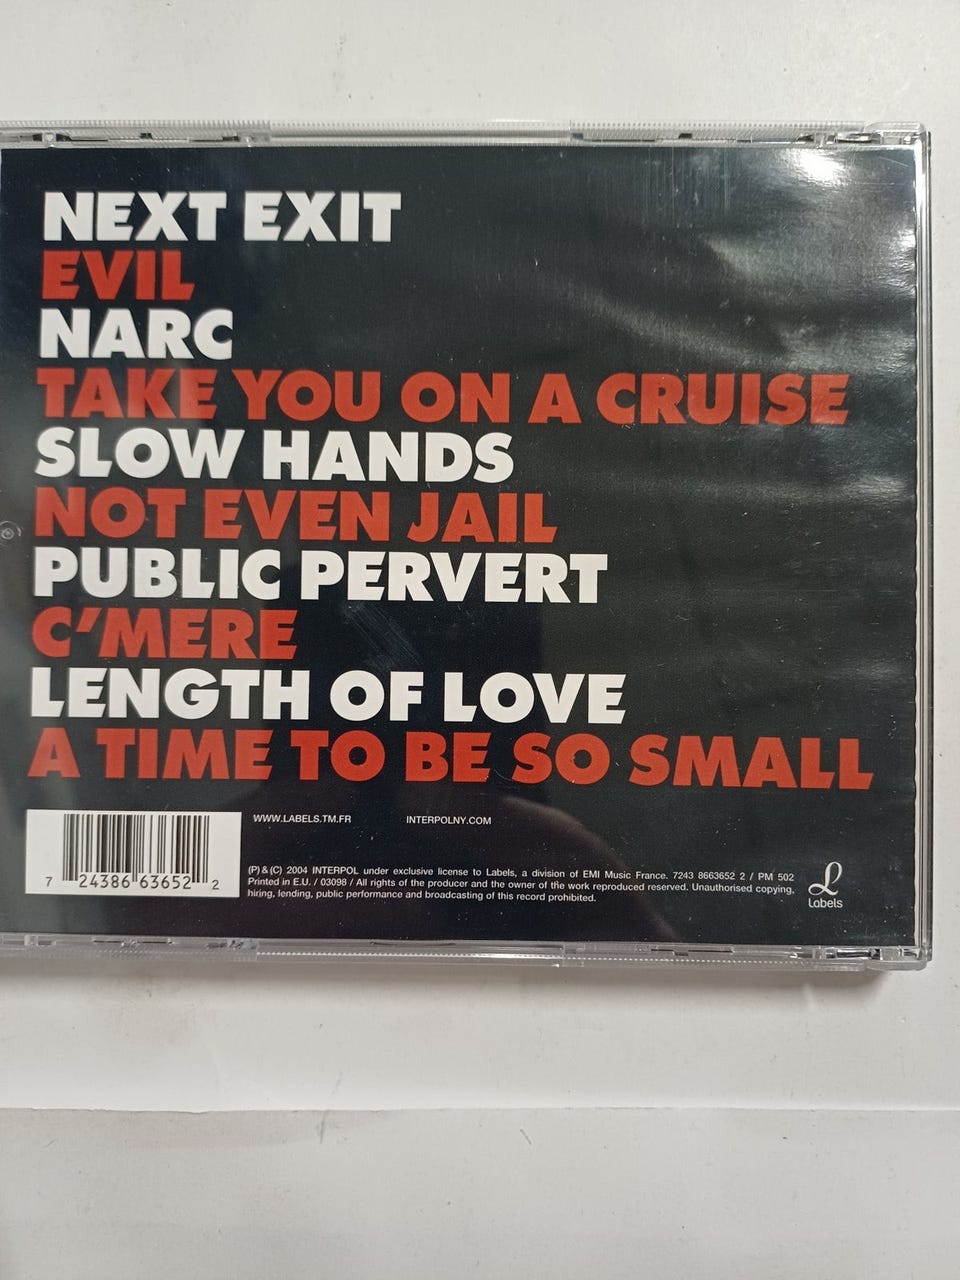 NEXT EXIT
EVIL
NARC
TAKE YOU ON A CRUISE
SLOW HANDS
NOT EVEN JAIL
PUBLIC PERVERT
C'MERE
LENGTH OF LOVE
A TIME TO BE SO SMALL
WWW.LABELS.TM.FR INTERPOLNY.COM
7 24386 63652 2
(P) & (C) 2004 INTERPOL under exclusive license to Labels, a division of EMI Music France. 7243 8663652 2 / PM 502
Printed in E.U. / 03098 / All rights of the producer and the owner of the work reproduced reserved. Unauthorised copying,
hiring, lending, public performance and broadcasting of this record prohibited.
L
Labels